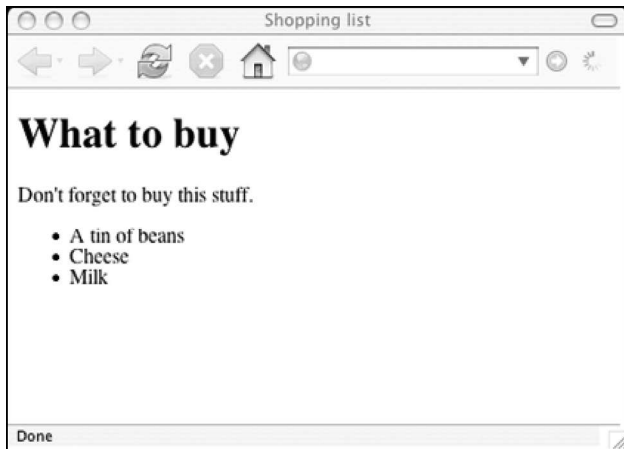 Shopping list
What to buy
Don't forget to buy this stuff.
• A tin of beans
• Cheese
• Milk
Done